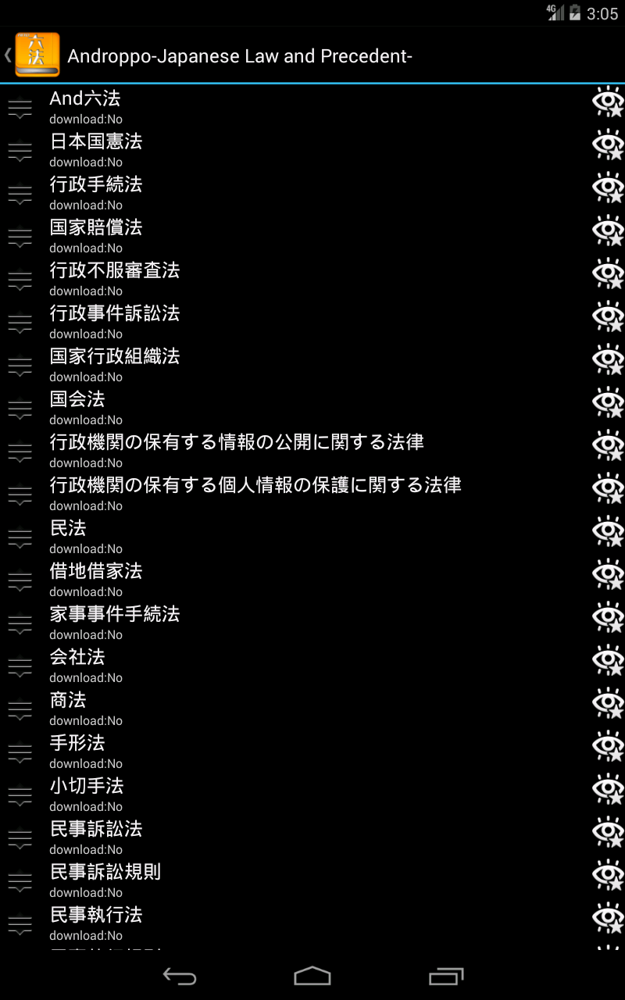 4G 3:05
六法
Androppo-Japanese Law and Precedent-
And六法
download:No
日本国憲法
download:No
行政手続法
download:No
国家賠償法
download:No
行政不服審査法
download:No
行政事件訴訟法
download:No
国家行政組織法
download:No
国会法
download:No
行政機関の保有する情報の公開に関する法律
download:No
行政機関の保有する個人情報の保護に関する法律
download:No
民法
download:No
借地借家法
download:No
家事事件手続法
download:No
会社法
download:No
商法
download:No
手形法
download:No
小切手法
download:No
民事訴訟法
download:No
民事訴訟規則
download:No
民事執行法
download:No